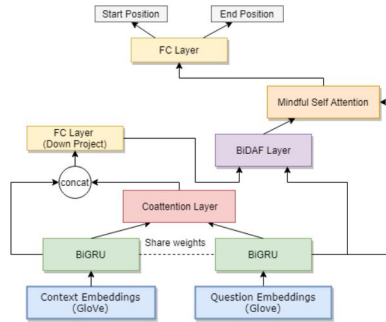 Start Position
End Position
FC Layer
Mindful Self Attention
FC Layer
(Down Project)
BiDAF Layer
concat
Coattention Layer
Share weights
BiGRU
BiGRU
Context Embeddings
(GloVe)
Question Embeddings
(GloVe)